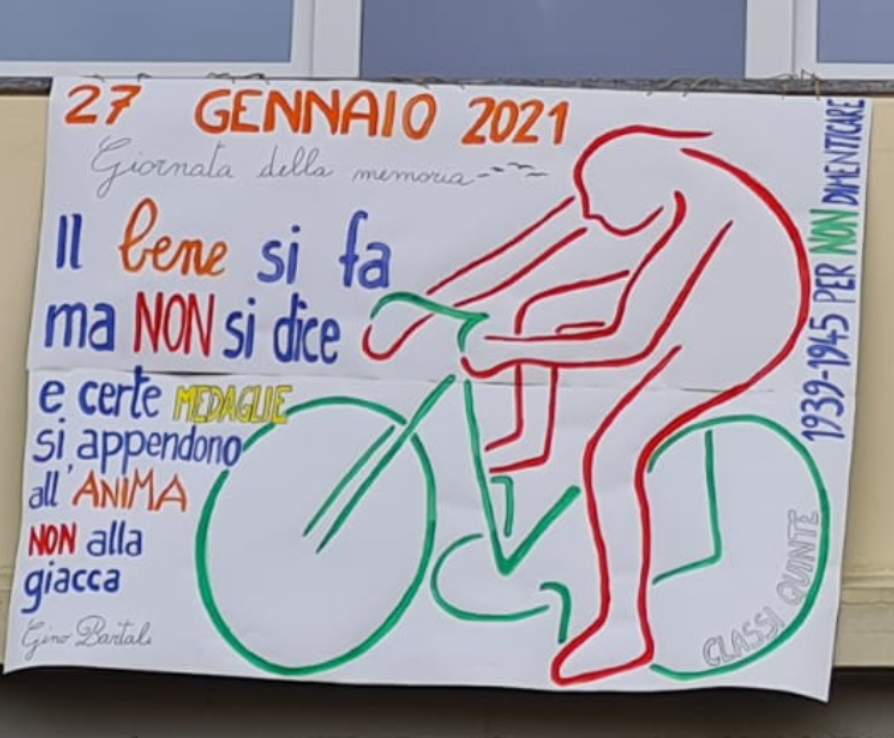 27 GENNAIO 2021
Giornata della memoria
Il bene si fa
ma NON si dice
e certe MEDAGLIE
si appendono
all'ANIMA
NON alla
giacca
Gino Bartali
1939-1945 PER NON DIMENTICARE
CLASSI QUINTE